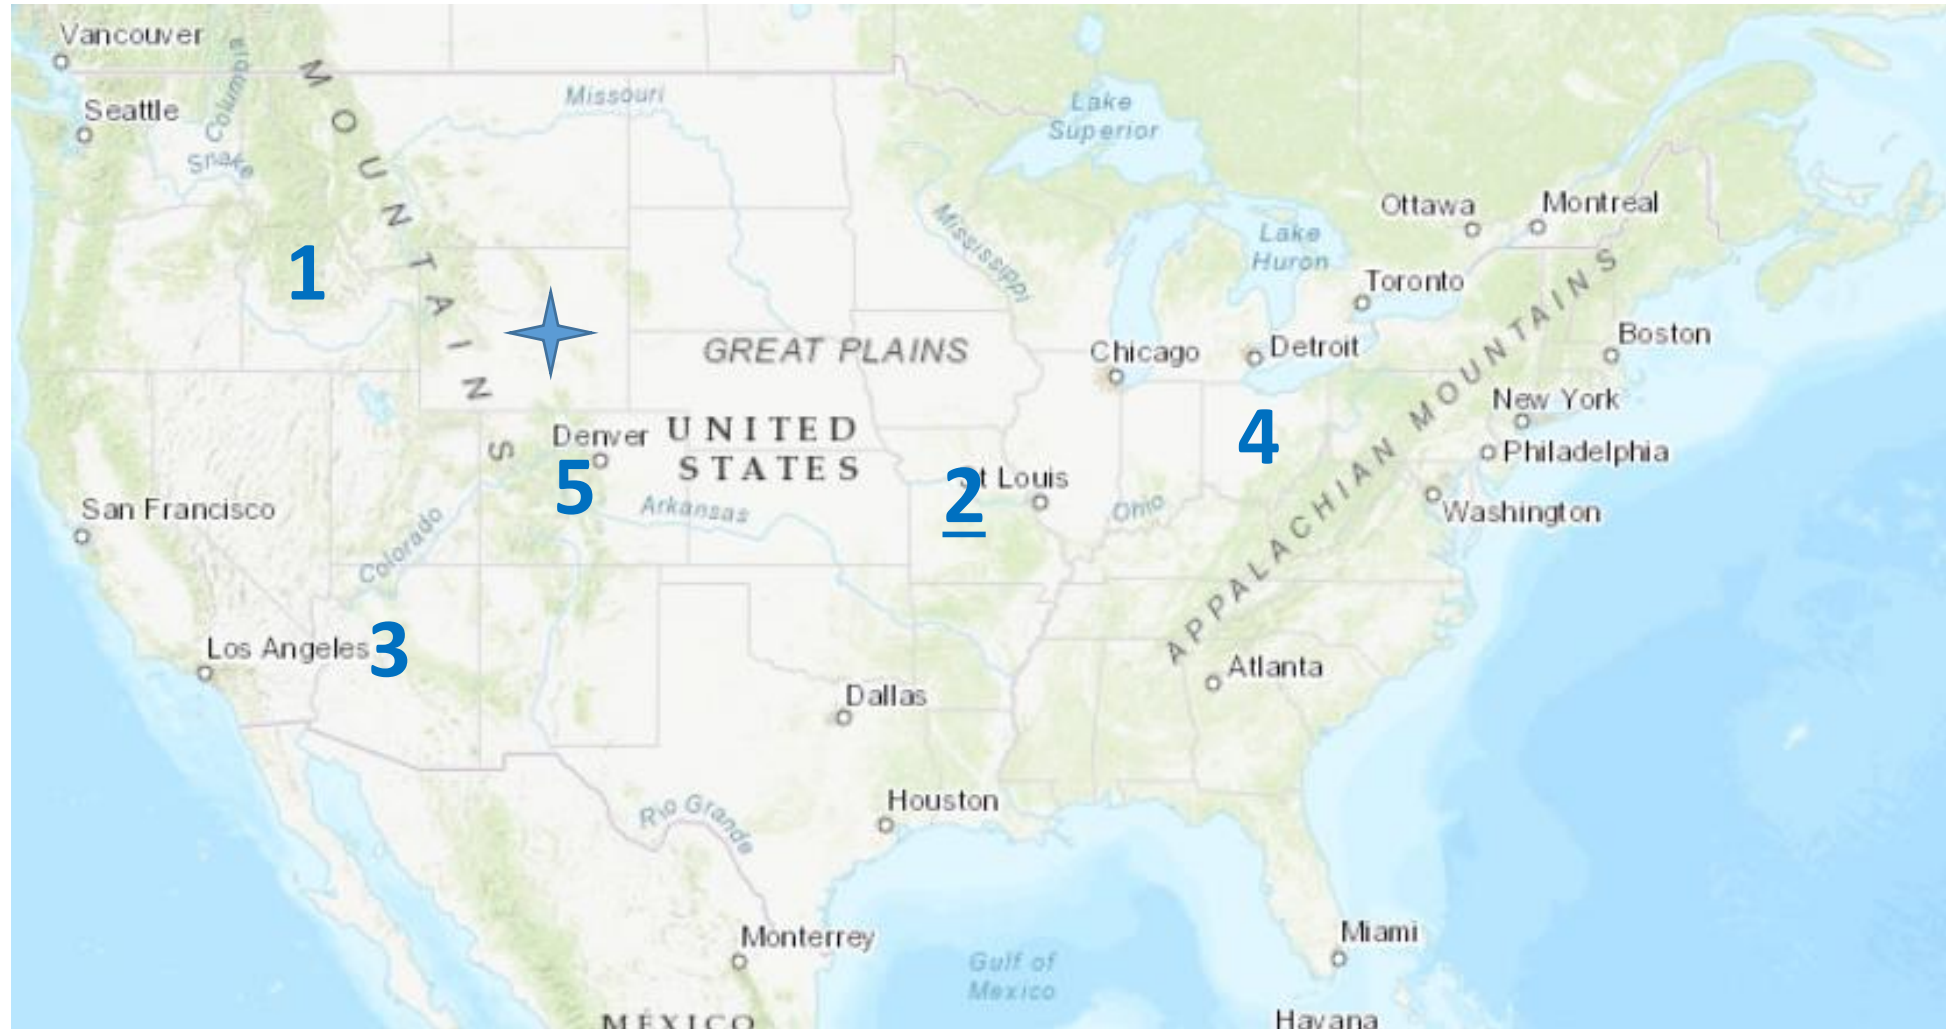 Vancouver
Seattle
Columbia
Snake
MOUNTAINS
Missouri
Lake
Superior
Mississippi
Ottawa
Montreal
Lake
Huron
Toronto
1
GREAT PLAINS
Chicago
Detroit
Boston
New York
APPALACHIAN MOUNTAINS
Denver
UNITED
STATES
4
Philadelphia
5
2
St Louis
Arkansas
Ohio
Washington
San Francisco
Colorado
Los Angeles
3
Atlanta
Dallas
Houston
Rio Grande
Monterrey
Miami
Gulf of
Mexico
MÉXICO
Havana